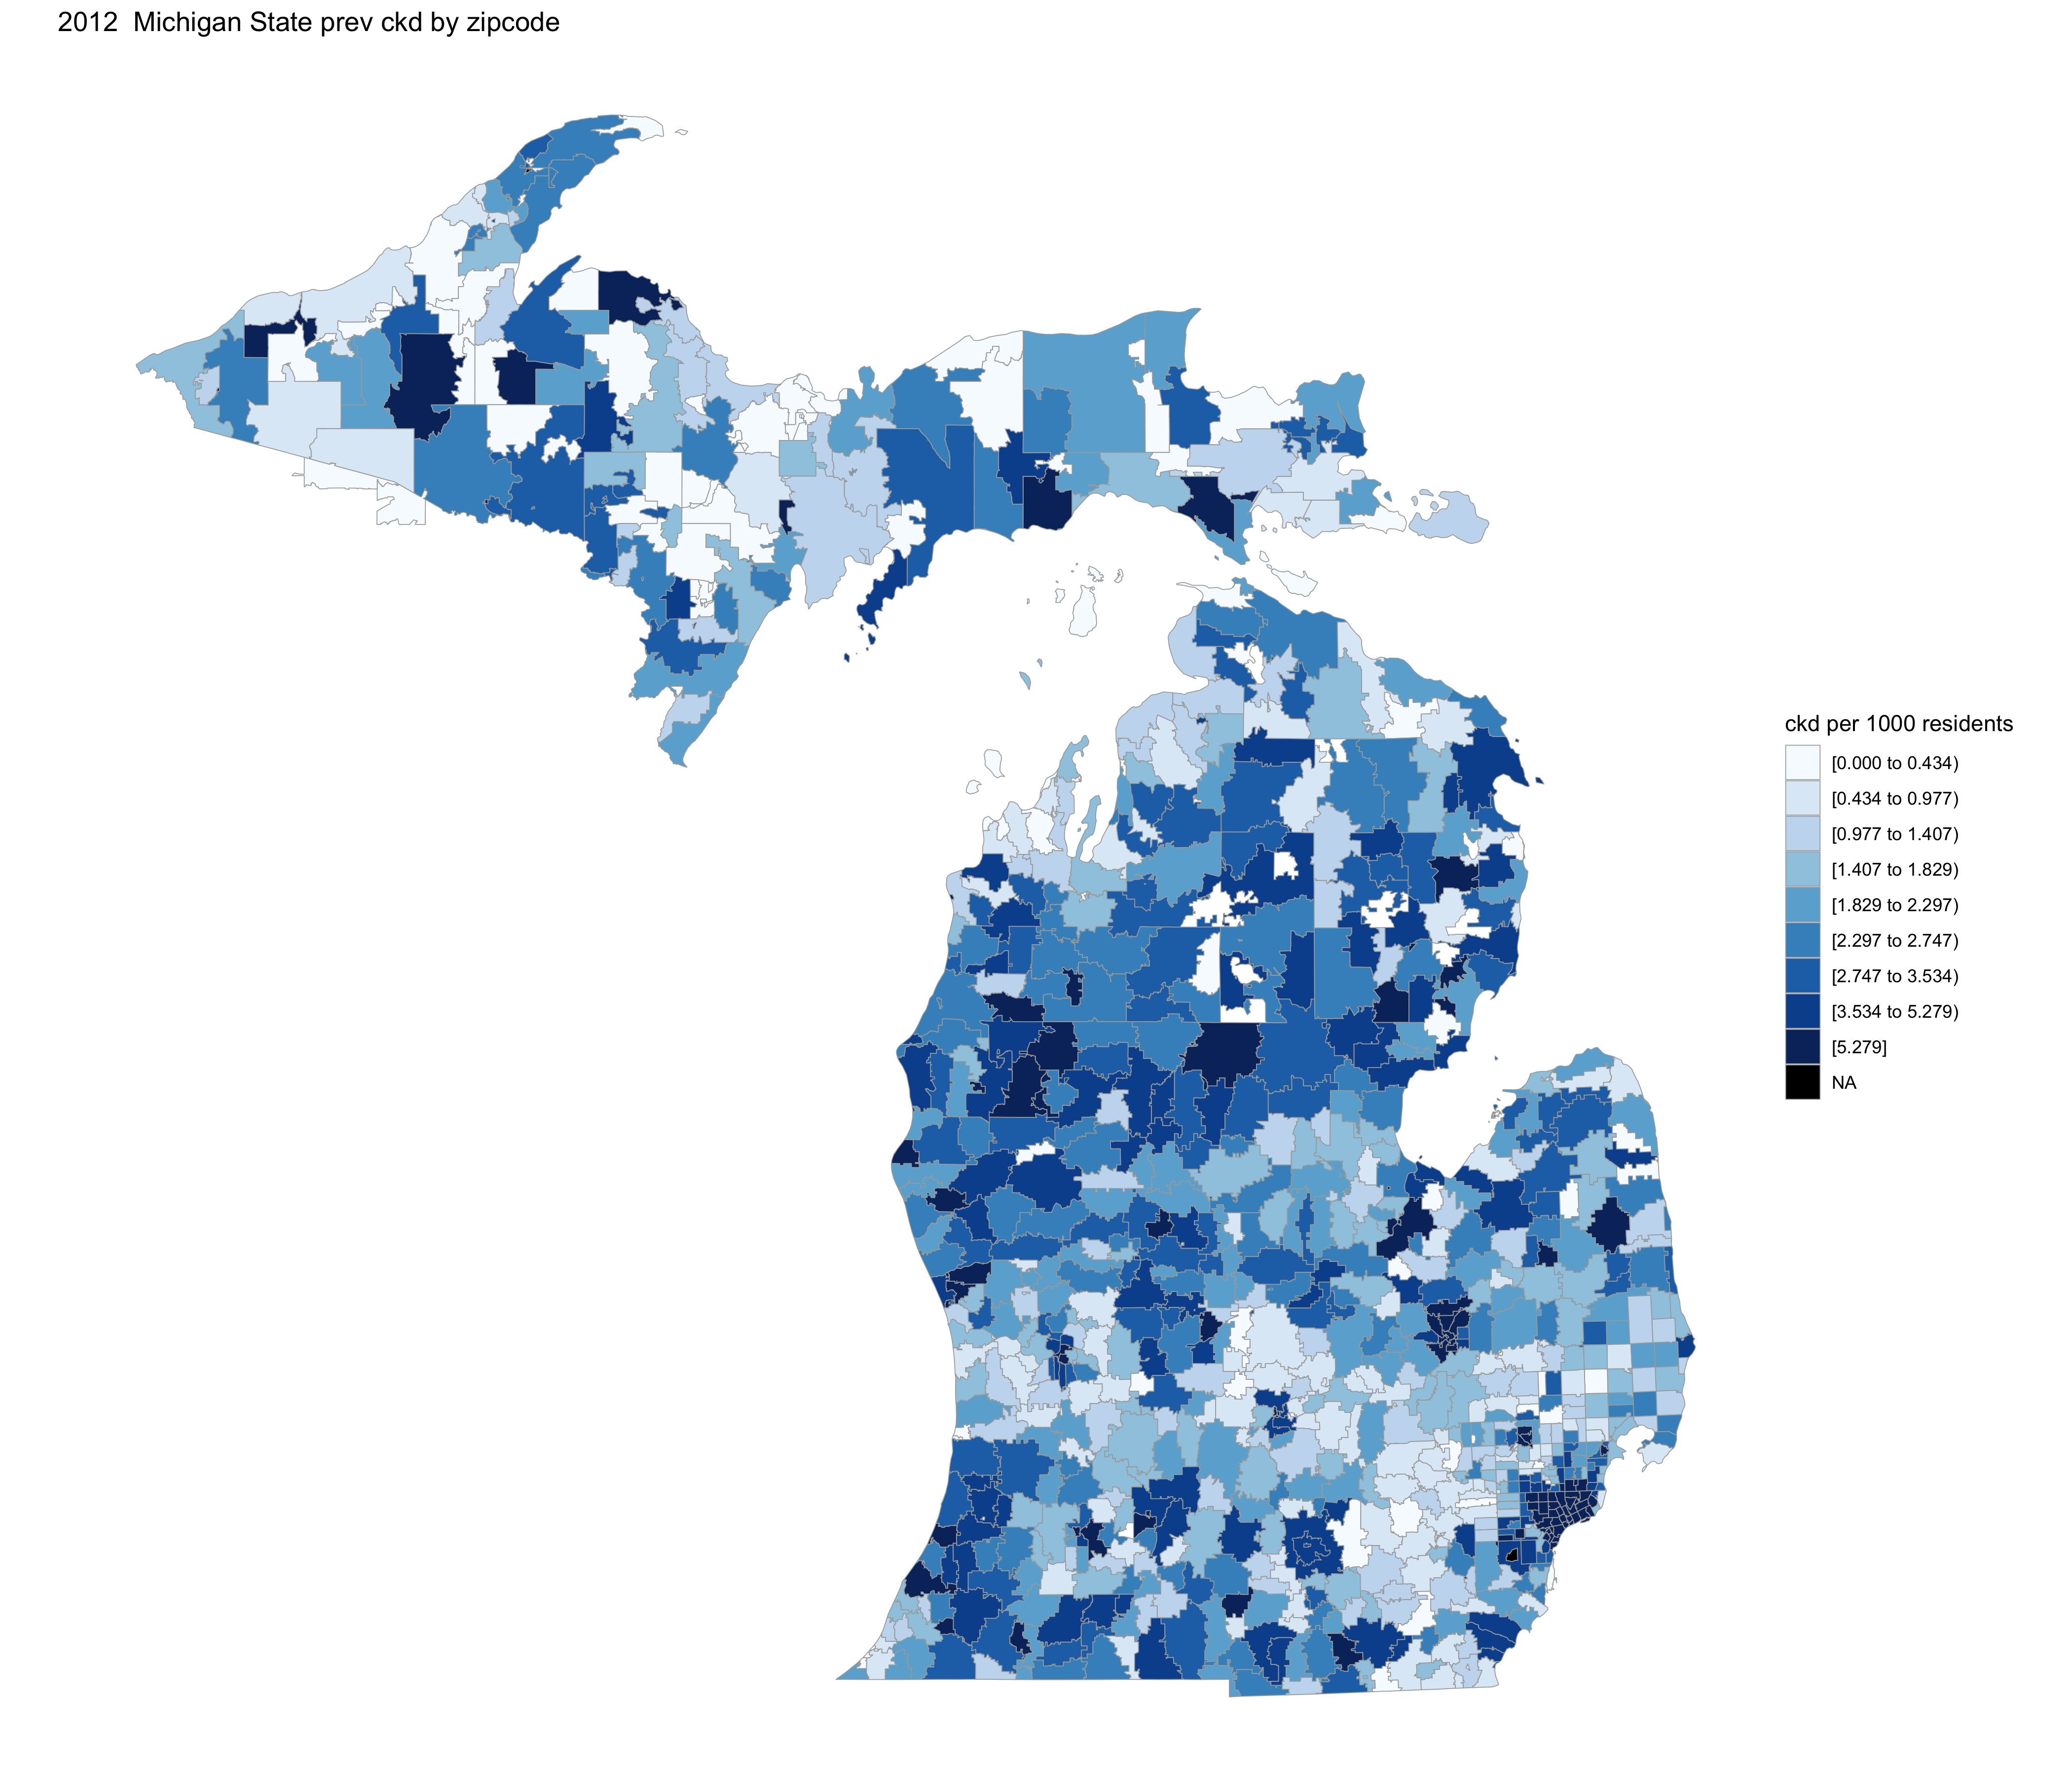 2012  Michigan State prev ckd by zipcode
ckd per 1000 residents
[0.000 to 0.434)
[0.434 to 0.977)
[0.977 to 1.407)
[1.407 to 1.829)
[1.829 to 2.297)
[2.297 to 2.747)
[2.747 to 3.534)
[3.534 to 5.279)
[5.279]
NA